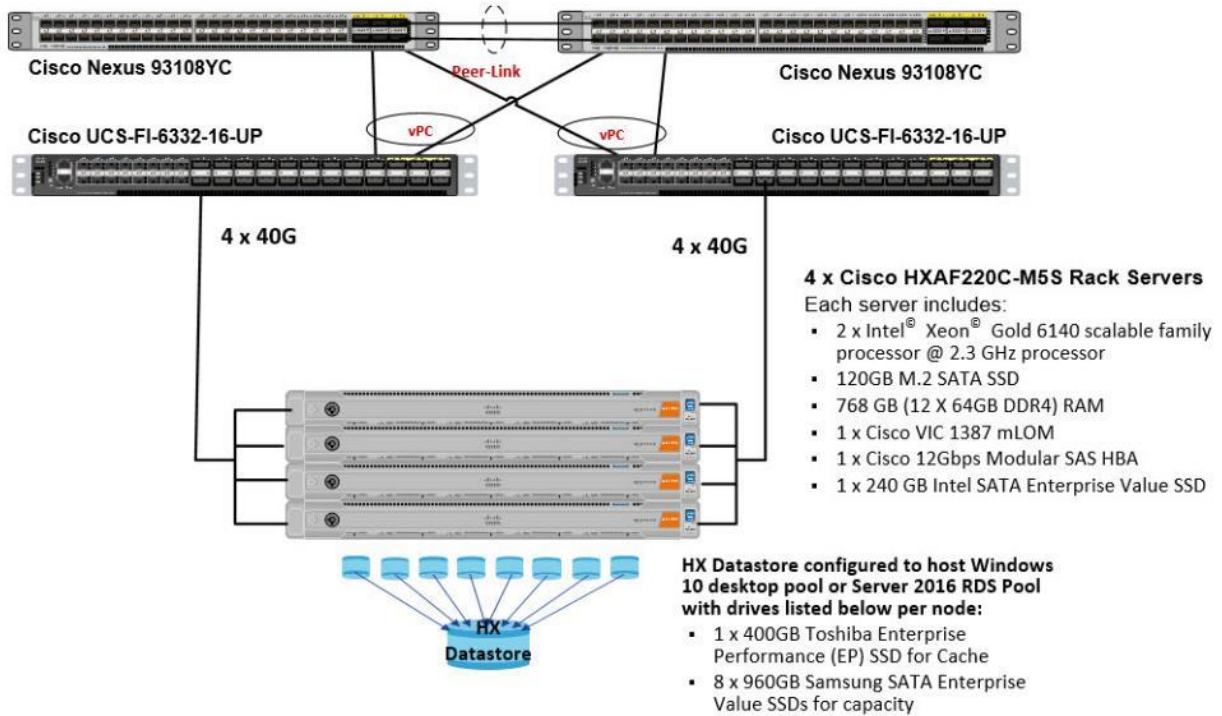 Cisco Nexus 93108YC
Peer-Link
Cisco Nexus 93108YC
Cisco UCS-FI-6332-16-UP
vPC
vPC
Cisco UCS-FI-6332-16-UP
4 x 40G
4 x 40G
4 x Cisco HXAF220C-M5S Rack Servers
Each server includes:
▪ 2 x Intel© Xeon© Gold 6140 scalable family
processor @ 2.3 GHz processor
▪ 120GB M.2 SATA SSD
▪ 768 GB (12 X 64GB DDR4) RAM
▪ 1 x Cisco VIC 1387 mLOM
▪ 1 x Cisco 12Gbps Modular SAS HBA
▪ 1 x 240 GB Intel SATA Enterprise Value SSD
HX Datastore configured to host Windows
10 desktop pool or Server 2016 RDS Pool
with drives listed below per node:
▪ 1 x 400GB Toshiba Enterprise
Performance (EP) SSD for Cache
▪ 8 x 960GB Samsung SATA Enterprise
Value SSDs for capacity
HX
Datastore